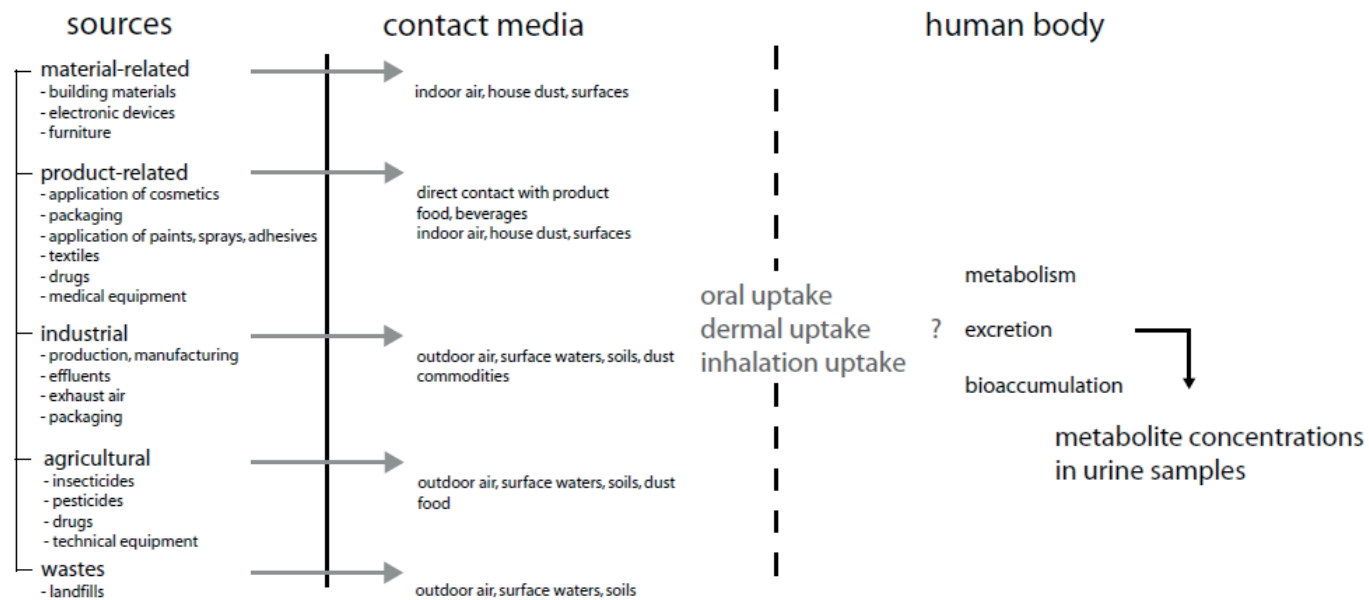 sources
contact media
human body
material-related
- building materials
- electronic devices
- furniture
indoor air, house dust, surfaces
product-related
- application of cosmetics
- packaging
- application of paints, sprays, adhesives
- textiles
- drugs
- medical equipment
direct contact with product
food, beverages
indoor air, house dust, surfaces
industrial
- production, manufacturing
- effluents
- exhaust air
- packaging
outdoor air, surface waters, soils, dust
commodities
agricultural
- insecticides
- pesticides
- drugs
- technical equipment
outdoor air, surface waters, soils, dust
food
wastes
- landfills
outdoor air, surface waters, soils
oral uptake
dermal uptake
inhalation uptake
?
metabolism
excretion
bioaccumulation
metabolite concentrations
in urine samples